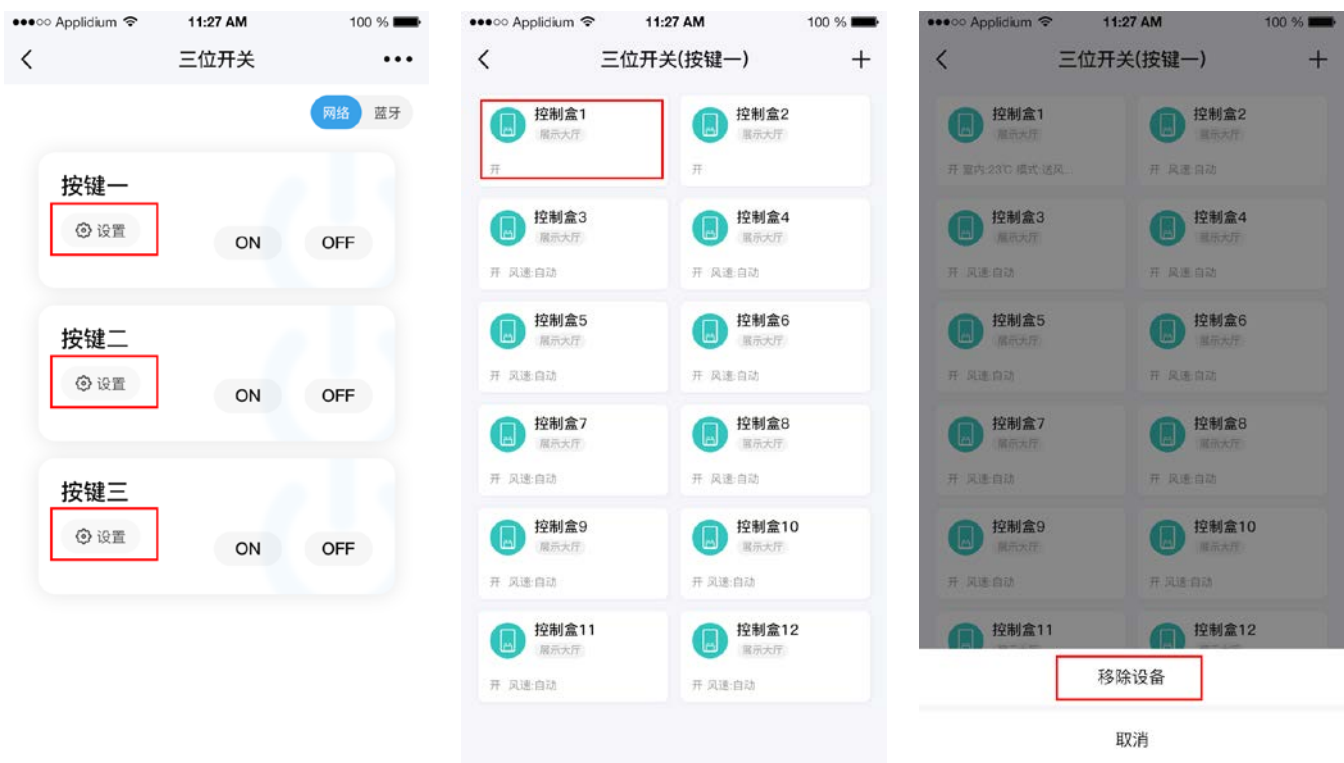 Applidium 11:27 AM 100 %
三位开关
网络 蓝牙
按键一
设置
ON OFF
按键二
设置
ON OFF
按键三
设置
ON OFF
Applidium 11:27 AM 100 %
三位开关(按键一)
控制盒1 控制盒2
展示大厅 展示大厅
开 开
控制盒3 控制盒4
展示大厅 展示大厅
开 风速:自动 开 风速:自动
控制盒5 控制盒6
展示大厅 展示大厅
开 风速:自动 开 风速:自动
控制盒7 控制盒8
展示大厅 展示大厅
开 风速:自动 开 风速:自动
控制盒9 控制盒10
展示大厅 展示大厅
开 风速:自动 开 风速:自动
控制盒11 控制盒12
展示大厅 展示大厅
开 风速:自动 开 风速:自动
Applidium 11:27 AM 100 %
三位开关(按键一)
控制盒1 控制盒2
展示大厅 展示大厅
开 室内:23℃ 模式:送风... 开 风速:自动
控制盒3 控制盒4
展示大厅 展示大厅
开 风速:自动 开 风速:自动
控制盒5 控制盒6
展示大厅 展示大厅
开 风速:自动 开 风速:自动
控制盒7 控制盒8
展示大厅 展示大厅
开 风速:自动 开 风速:自动
控制盒9 控制盒10
展示大厅 展示大厅
开 风速:自动 开 风速:自动
控制盒11 控制盒12
移除设备
取消